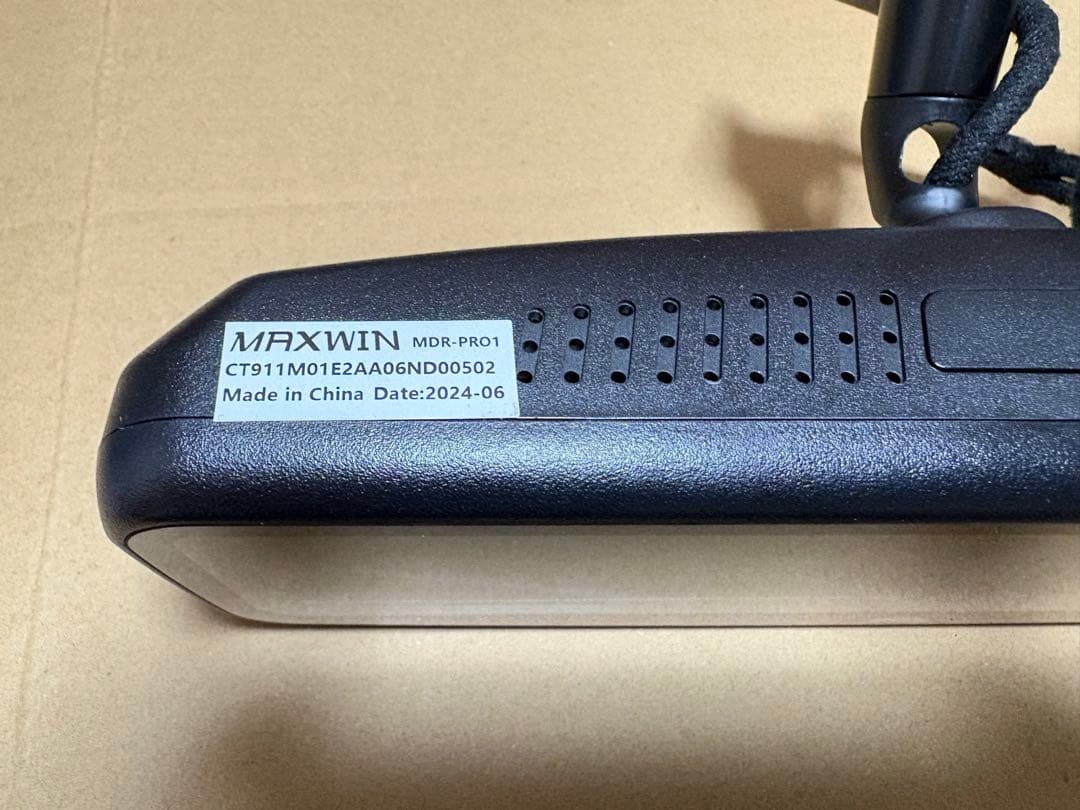 MAXWIN MDR-PRO1
CT911M01E2AA06ND00502
Made in China Date:2024-06